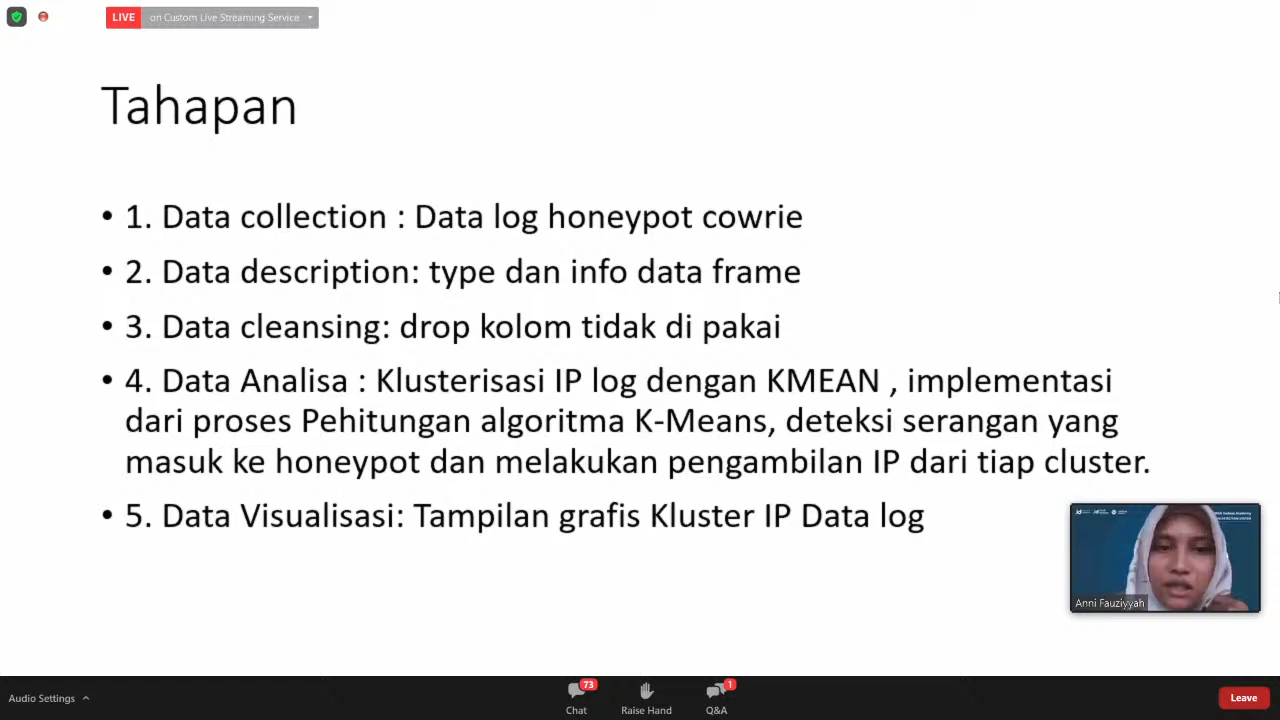 LIVE on Custom Live Streaming Service
Tahapan
• 1. Data collection : Data log honeypot cowrie
• 2. Data description: type dan info data frame
• 3. Data cleansing: drop kolom tidak di pakai
• 4. Data Analisa : Klusterisasi IP log dengan KMEAN , implementasi
dari proses Pehitungan algoritma K-Means, deteksi serangan yang
masuk ke honeypot dan melakukan pengambilan IP dari tiap cluster.
• 5. Data Visualisasi: Tampilan grafis Kluster IP Data log
Anni Fauziyyah
Audio Settings
73
Chat
Raise Hand
1
Q&A
Leave